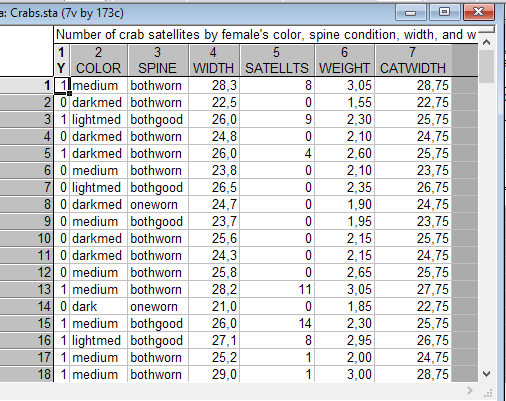 a: Crabs.sta (7v by 173c)
Number of crab satellites by female's color, spine condition, width, and w
1 2 3 4 5 6 7
Y COLOR SPINE WIDTH SATELLTS WEIGHT CATWIDTH
1 1 medium bothworn 28,3 8 3,05 28,75
2 0 darkmed bothworn 22,5 0 1,55 22,75
3 1 lightmed bothgood 26,0 9 2,30 25,75
4 0 darkmed bothworn 24,8 0 2,10 24,75
5 1 darkmed bothworn 26,0 4 2,60 25,75
6 0 medium bothworn 23,8 0 2,10 23,75
7 0 lightmed bothgood 26,5 0 2,35 26,75
8 0 darkmed oneworn 24,7 0 1,90 24,75
9 0 medium bothgood 23,7 0 1,95 23,75
10 0 darkmed bothworn 25,6 0 2,15 25,75
11 0 darkmed bothworn 24,3 0 2,15 24,75
12 0 medium bothworn 25,8 0 2,65 25,75
13 1 medium bothworn 28,2 11 3,05 27,75
14 0 dark oneworn 21,0 0 1,85 22,75
15 1 medium bothgood 26,0 14 2,30 25,75
16 1 lightmed bothgood 27,1 8 2,95 26,75
17 1 medium bothworn 25,2 1 2,00 24,75
18 1 medium bothworn 29,0 1 3,00 28,75